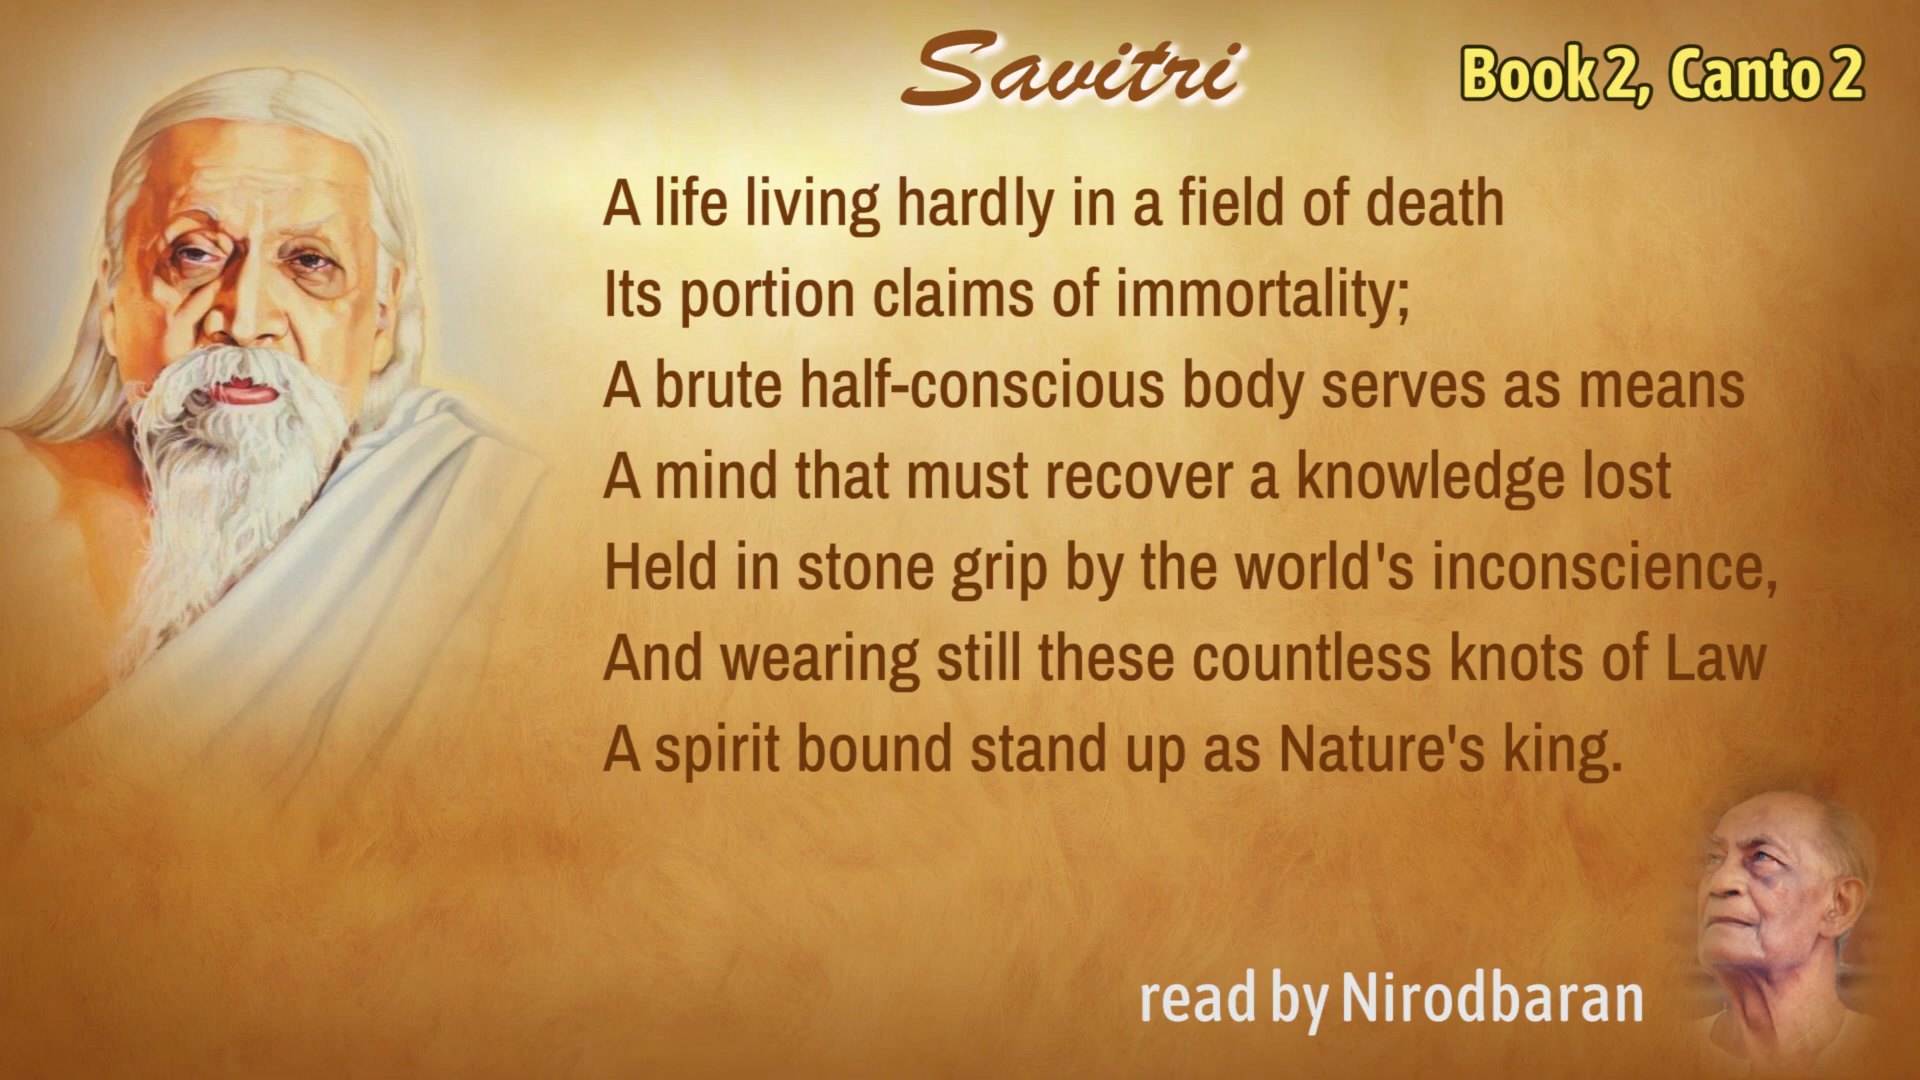 Savitri
Book 2, Canto 2
A life living hardly in a field of death
Its portion claims of immortality;
A brute half-conscious body serves as means
A mind that must recover a knowledge lost
Held in stone grip by the world's inconscience,
And wearing still these countless knots of Law
A spirit bound stand up as Nature's king.
read by Nirodbaran